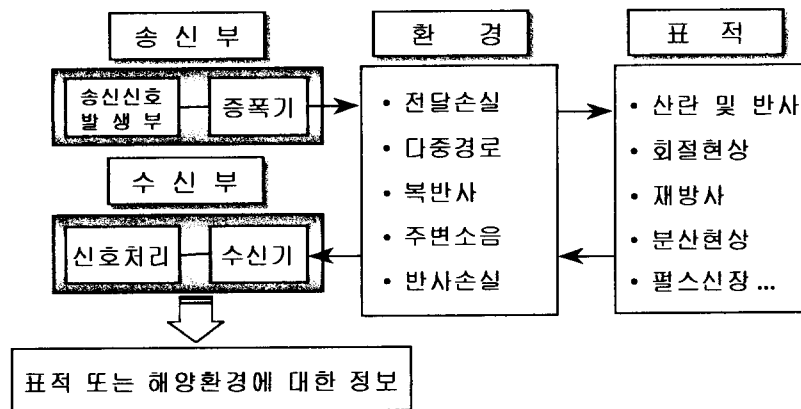 송 신 부
송신신호
발 생 부
증폭기
수 신 부
신호처리
수신기
표적 또는 해양환경에 대한 정보
환 경
• 전달손실
• 다중경로
• 복반사
• 주변소음
• 반사손실
표 적
• 산란 및 반사
• 회절현상
• 재방사
• 분산현상
• 펄스신장 ...